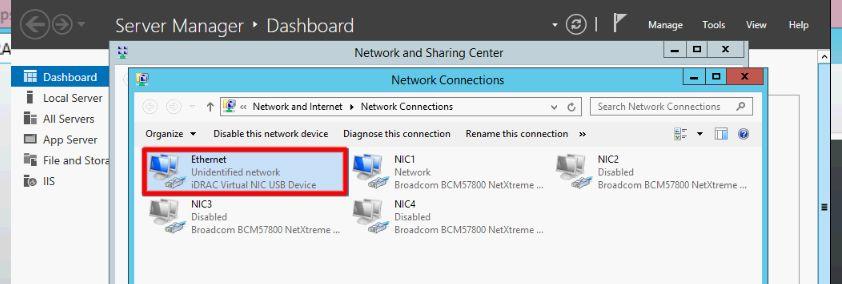 Server Manager › Dashboard
Manage Tools View
Network and Sharing Center
Network Connections
Dashboard
Local Server
All Servers
App Server
File and Stora
IIS
« Network and Internet › Network Connections
Search Network Connections
Organize Disable this network device Diagnose this connection Rename this connection »
Ethernet
Unidentified network
iDRAC Virtual NIC USB Device
NIC1
Network
Broadcom BCM57800 NetXtreme ...
NIC2
Disabled
Broadcom BCM57800 NetXtreme ...
NIC3
Disabled
Broadcom BCM57800 NetXtreme ...
NIC4
Disabled
Broadcom BCM57800 NetXtreme ...